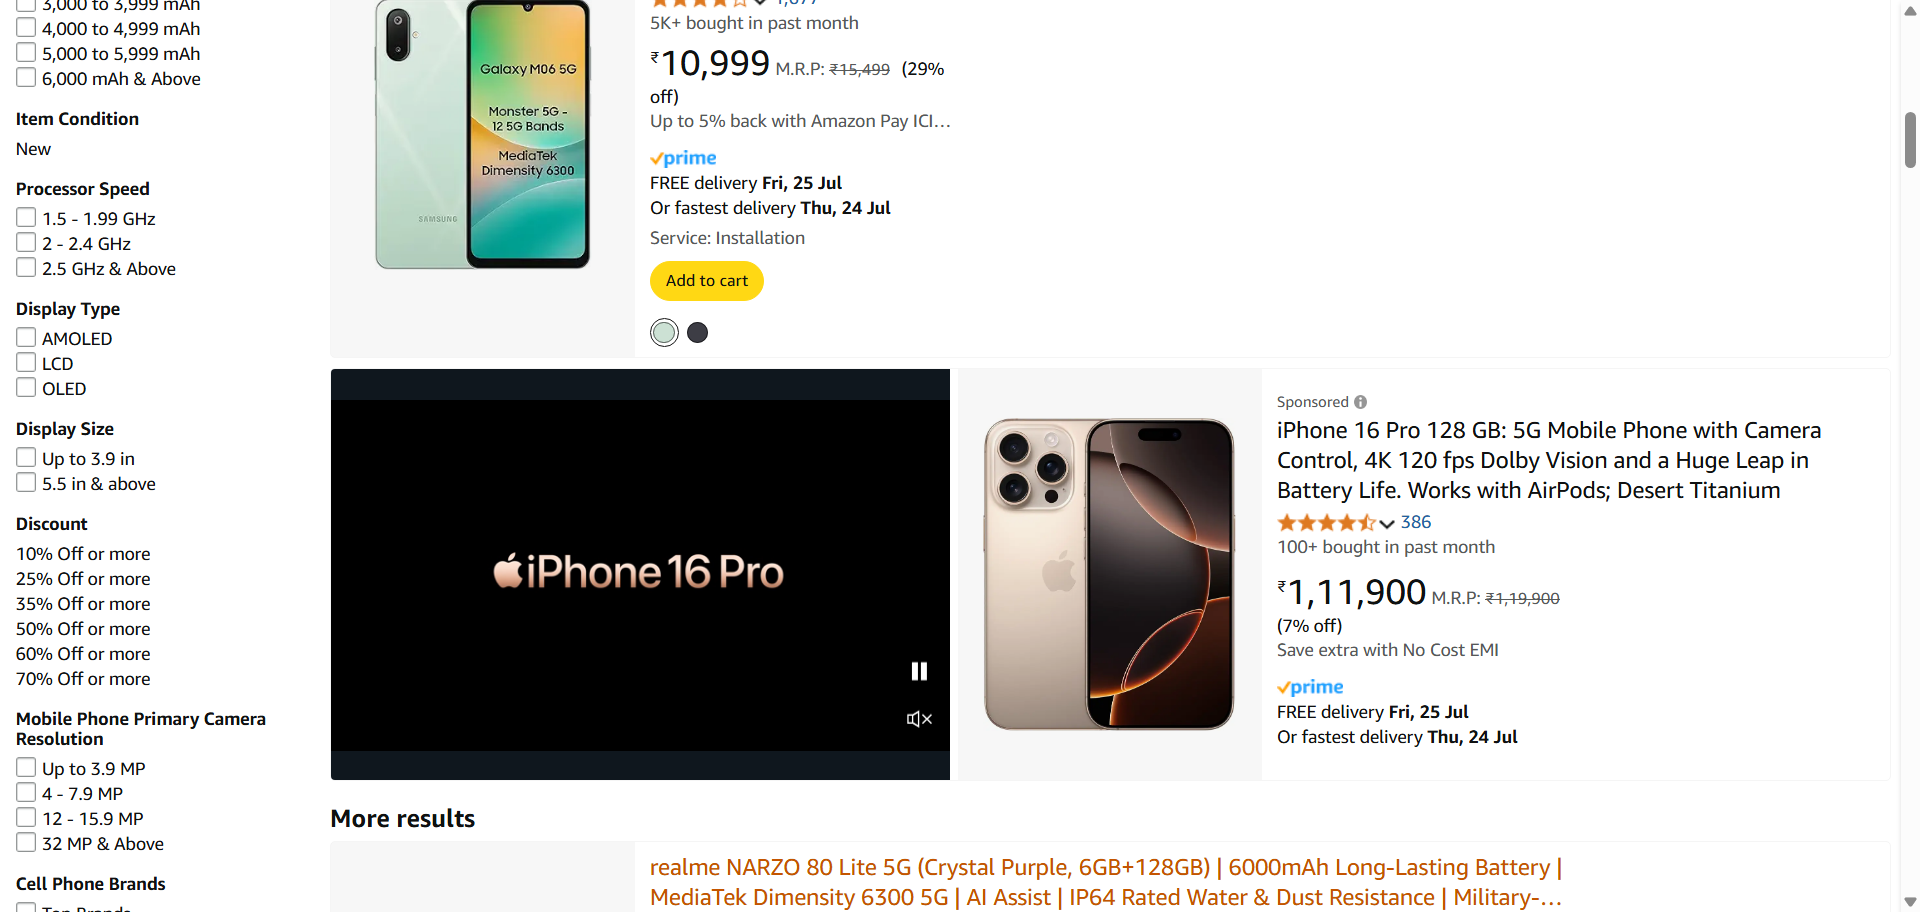 3,000 to 3,999 mAh
4,000 to 4,999 mAh
5,000 to 5,999 mAh
6,000 mAh & Above
Item Condition
New
Processor Speed
1.5 - 1.99 GHz
2 - 2.4 GHz
2.5 GHz & Above
Display Type
AMOLED
LCD
OLED
Display Size
Up to 3.9 in
5.5 in & above
Discount
10% Off or more
25% Off or more
35% Off or more
50% Off or more
60% Off or more
70% Off or more
Mobile Phone Primary Camera
Resolution
Up to 3.9 MP
4 - 7.9 MP
12 - 15.9 MP
32 MP & Above
Cell Phone Brands
Galaxy M06 5G
Monster 5G -
12 5G Bands
MediaTek
Dimensity 6300
SAMSUNG
5K+ bought in past month
₹10,999 M.R.P: ₹15,499 (29%
off)
Up to 5% back with Amazon Pay ICI…
prime
FREE delivery Fri, 25 Jul
Or fastest delivery Thu, 24 Jul
Service: Installation
Add to cart
iPhone 16 Pro
Sponsored
iPhone 16 Pro 128 GB: 5G Mobile Phone with Camera
Control, 4K 120 fps Dolby Vision and a Huge Leap in
Battery Life. Works with AirPods; Desert Titanium
386
100+ bought in past month
₹1,11,900 M.R.P: ₹1,19,900
(7% off)
Save extra with No Cost EMI
prime
FREE delivery Fri, 25 Jul
Or fastest delivery Thu, 24 Jul
More results
realme NARZO 80 Lite 5G (Crystal Purple, 6GB+128GB) | 6000mAh Long-Lasting Battery |
MediaTek Dimensity 6300 5G | AI Assist | IP64 Rated Water & Dust Resistance | Military-…